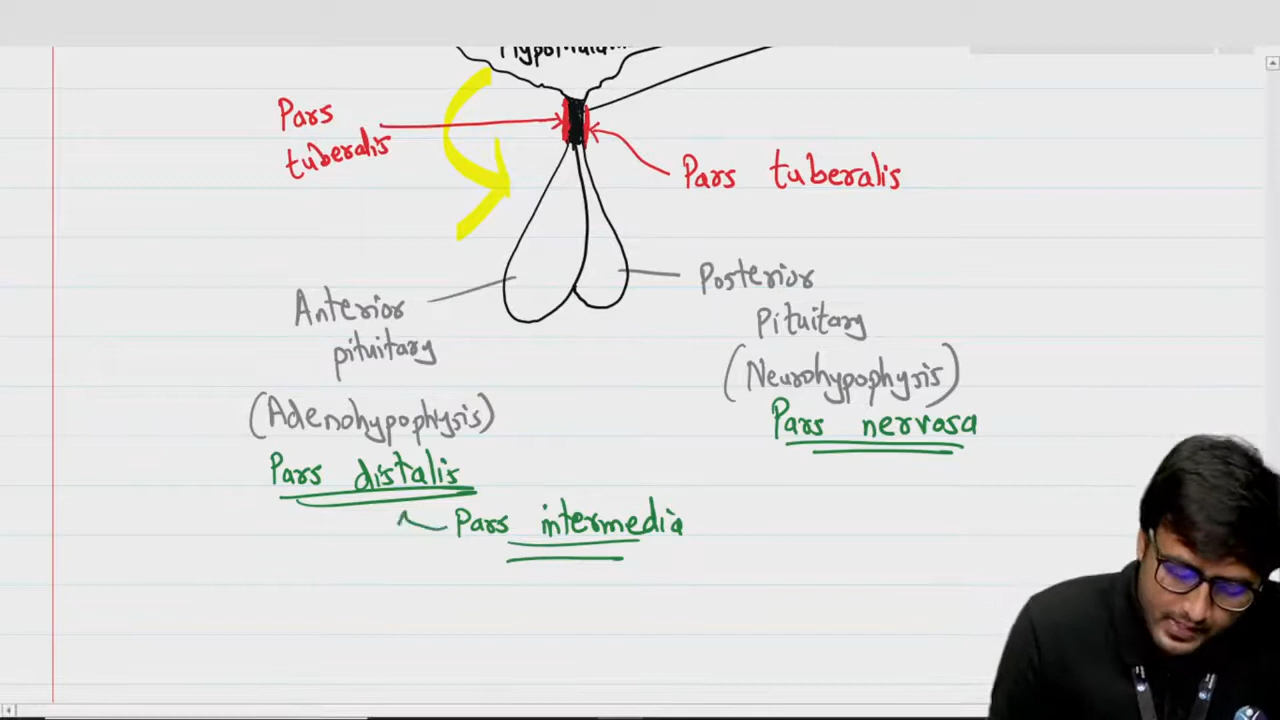 Pars
tuberalis
Pars tuberalis
Anterior
pituitary
(Adenohypophysis)
Pars distalis
Pars intermedia
Posterior
Pituitary
(Neurohypophysis)
Pars nervosa